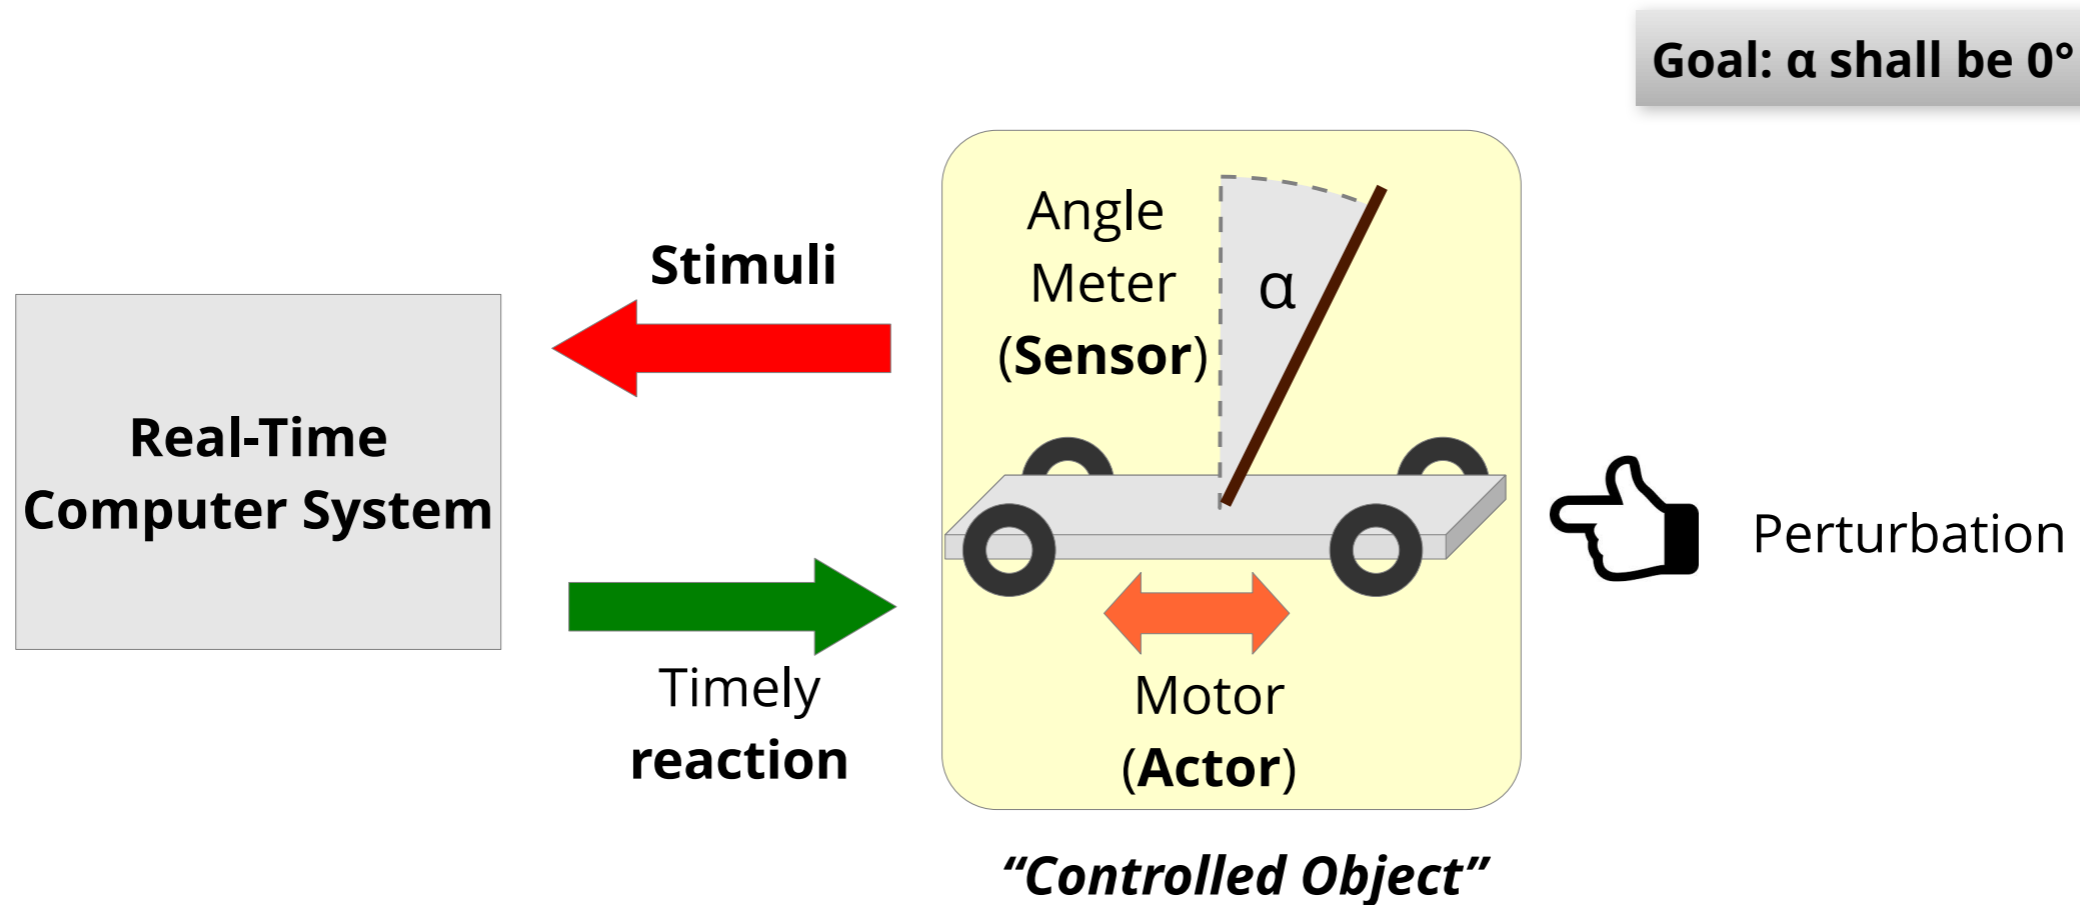 Goal: α shall be 0°
Angle
Meter
(Sensor)
α
Stimuli
Real-Time
Computer System
Perturbation
Timely
reaction
Motor
(Actor)
“Controlled Object”